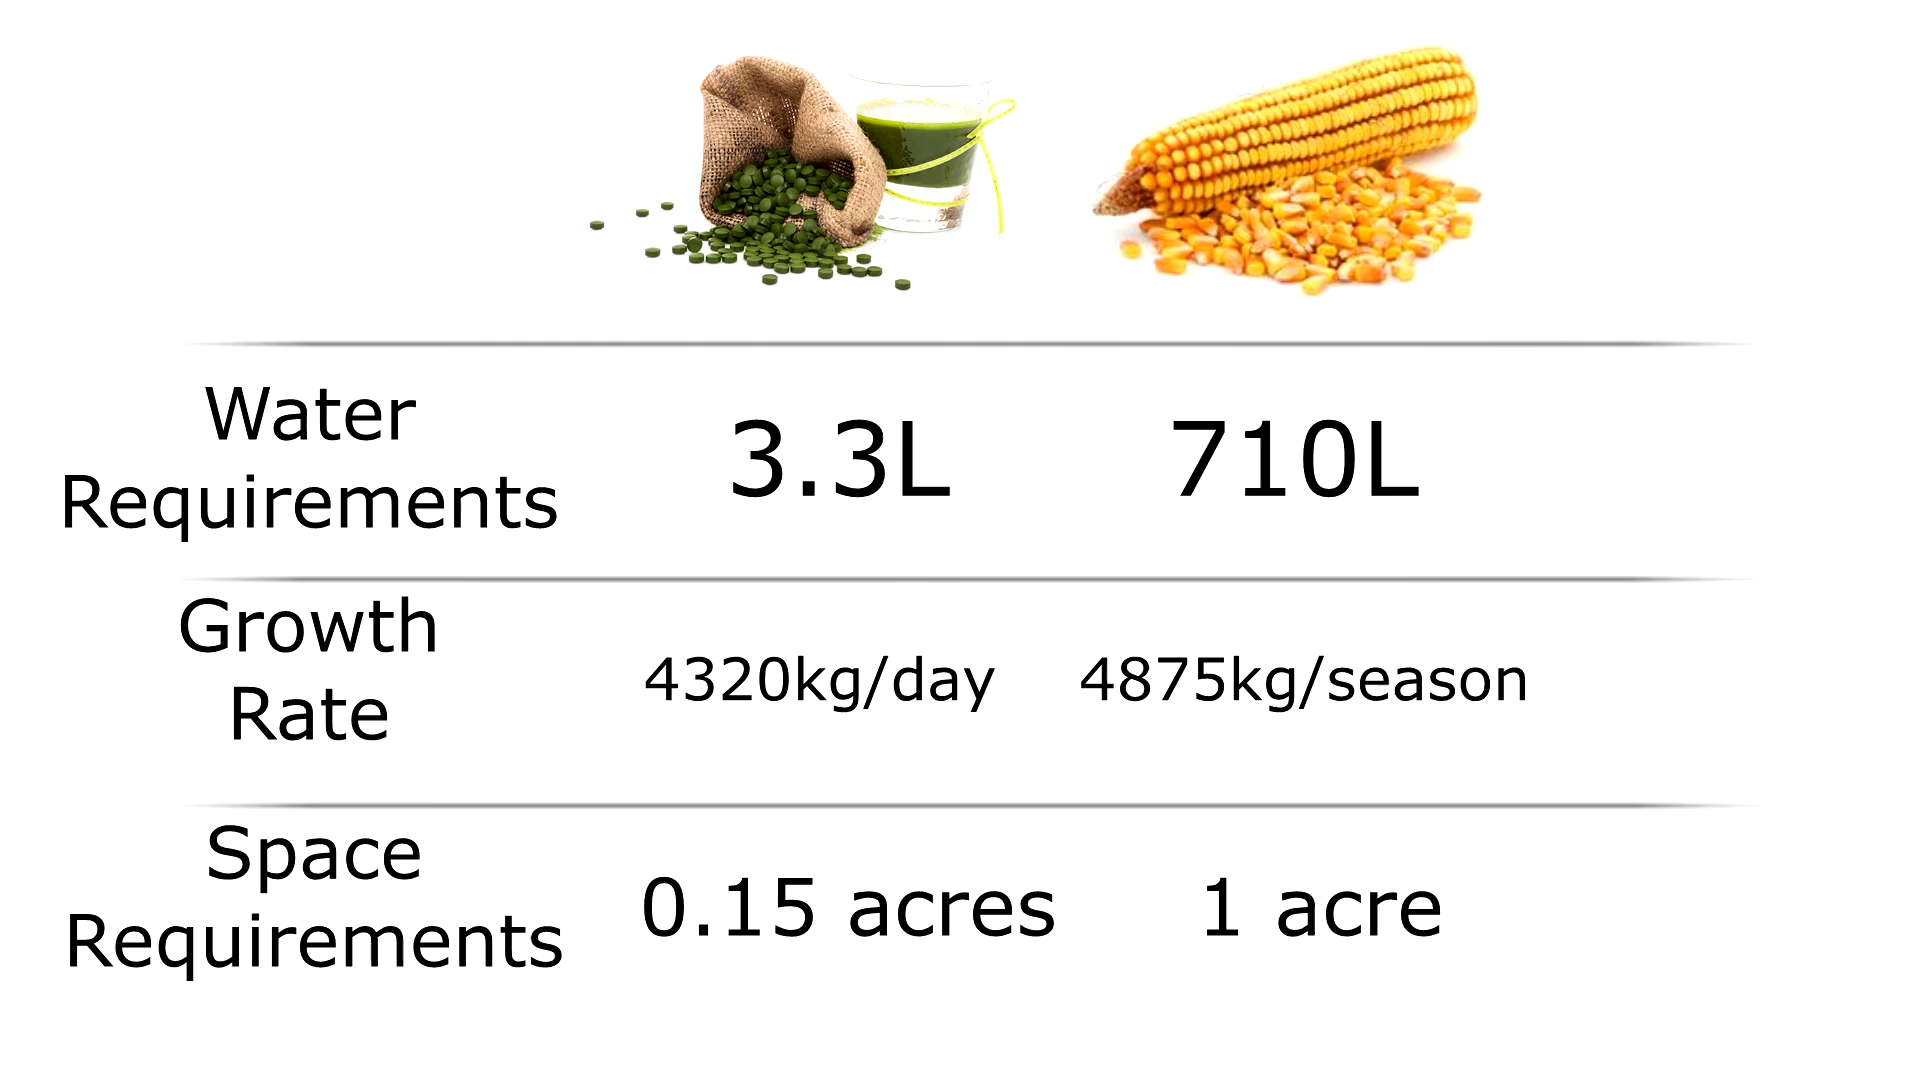 Water
Requirements
3.3L
710L
Growth
Rate
4320kg/day
4875kg/season
Space
Requirements
0.15 acres
1 acre